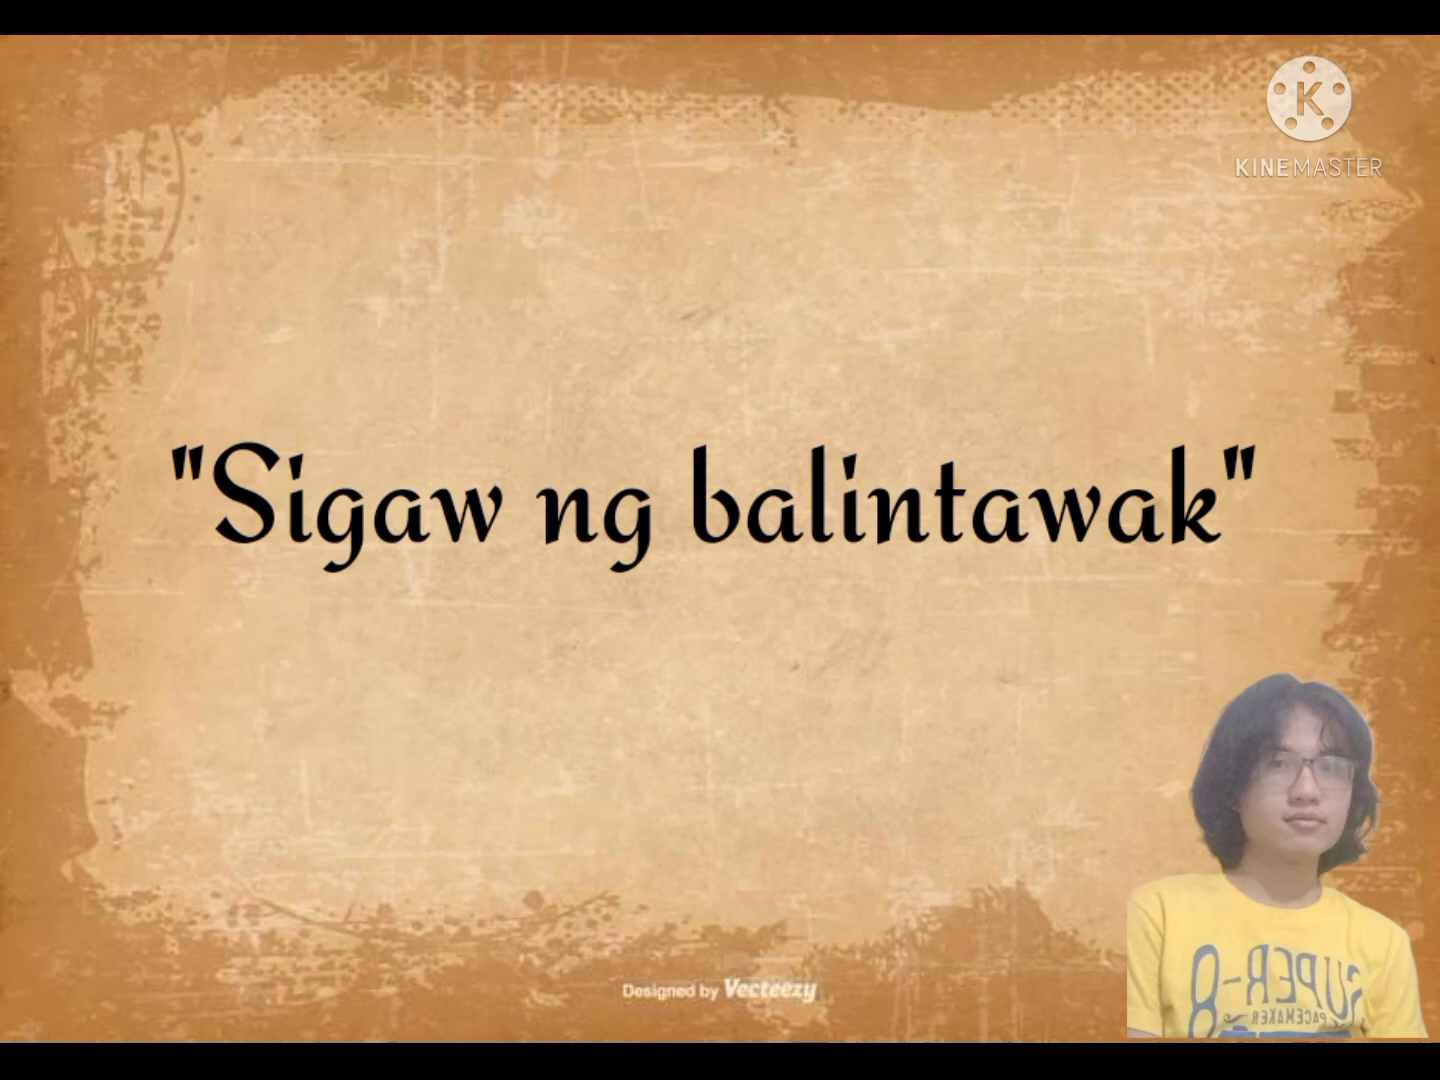 KINEMASTER
"Sigaw ng balintawak"
SUPER-8
PACEMAKER
Designed by Vecteezy